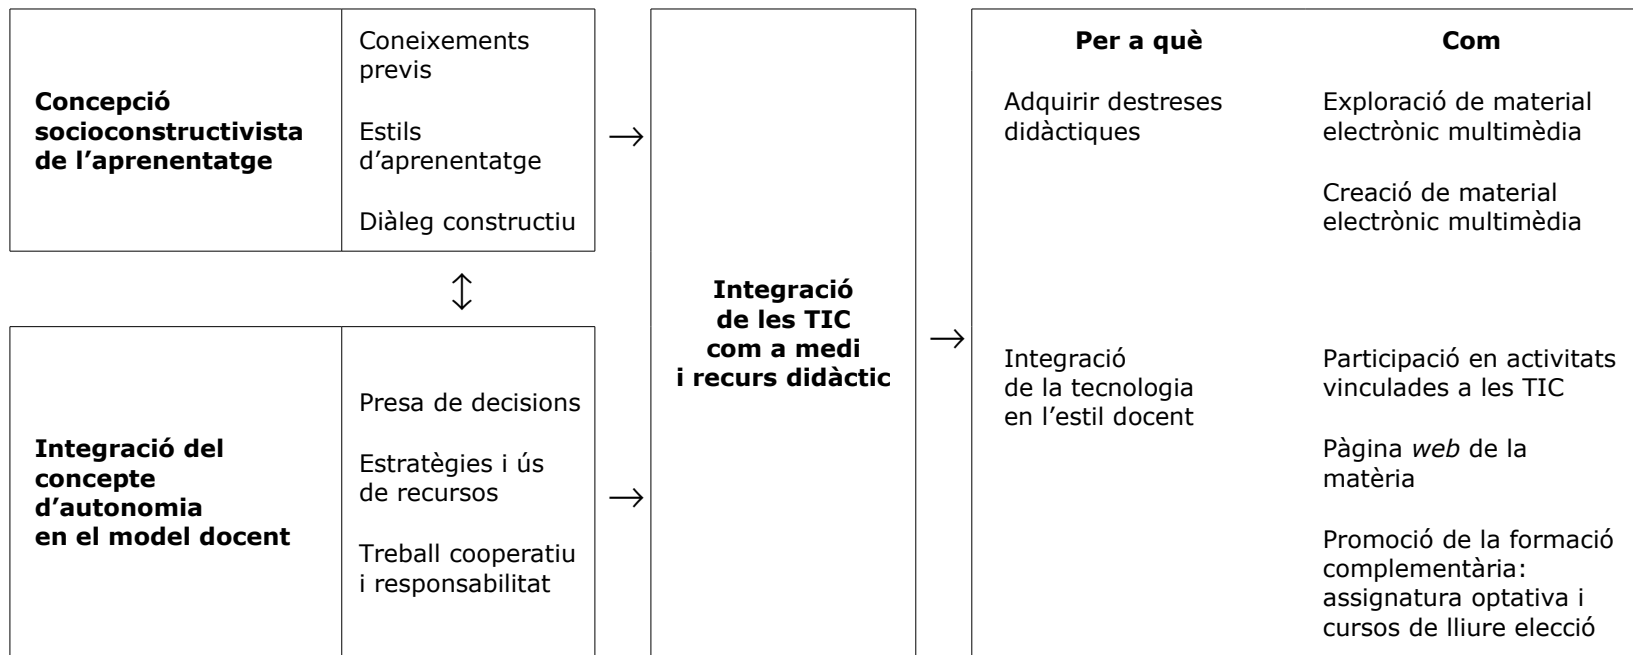 Concepció
socioconstructivista
de l’aprenentatge
Coneixements
previs
Estils
d’aprenentatge
Diàleg constructiu
Integració del
concepte
d’autonomia
en el model docent
Presa de decisions
Estratègies i ús
de recursos
Treball cooperatiu
i responsabilitat
Integració
de les TIC
com a medi
i recurs didàctic
Per a què
Adquirir destreses
didàctiques
Integració
de la tecnologia
en l’estil docent
Com
Exploració de material
electrònic multimèdia
Creació de material
electrònic multimèdia
Participació en activitats
vinculades a les TIC
Pàgina web de la
matèria
Promoció de la formació
complementària:
assignatura optativa i
cursos de lliure elecció